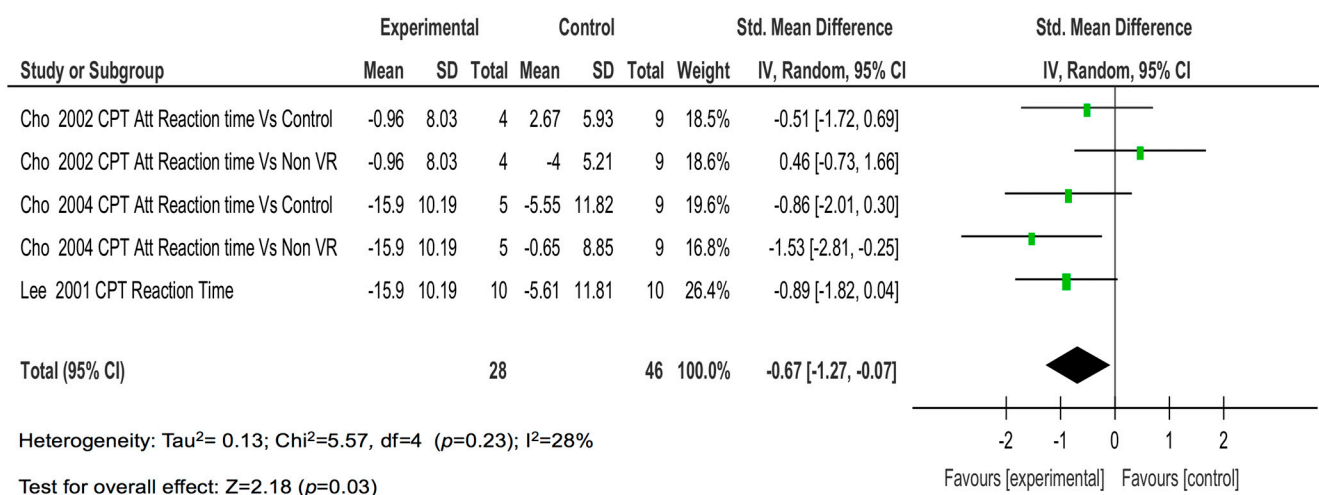 Experimental Control Std. Mean Difference Std. Mean Difference
Study or Subgroup Mean SD Total Mean SD Total Weight IV, Random, 95% CI IV, Random, 95% CI
Cho 2002 CPT Att Reaction time Vs Control -0.96 8.03 4 2.67 5.93 9 18.5% -0.51 [-1.72, 0.69]
Cho 2002 CPT Att Reaction time Vs Non VR -0.96 8.03 4 -4 5.21 9 18.6% 0.46 [-0.73, 1.66]
Cho 2004 CPT Att Reaction time Vs Control -15.9 10.19 5 -5.55 11.82 9 19.6% -0.86 [-2.01, 0.30]
Cho 2004 CPT Att Reaction time Vs Non VR -15.9 10.19 5 -0.65 8.85 9 16.8% -1.53 [-2.81, -0.25]
Lee 2001 CPT Reaction Time -15.9 10.19 10 -5.61 11.81 10 26.4% -0.89 [-1.82, 0.04]
Total (95% CI) 28 46 100.0% -0.67 [-1.27, -0.07]
Heterogeneity: Tau²= 0.13; Chi²=5.57, df=4 (p=0.23); I²=28%
-2 -1 0 1 2
Test for overall effect: Z=2.18 (p=0.03)
Favours [experimental] Favours [control]